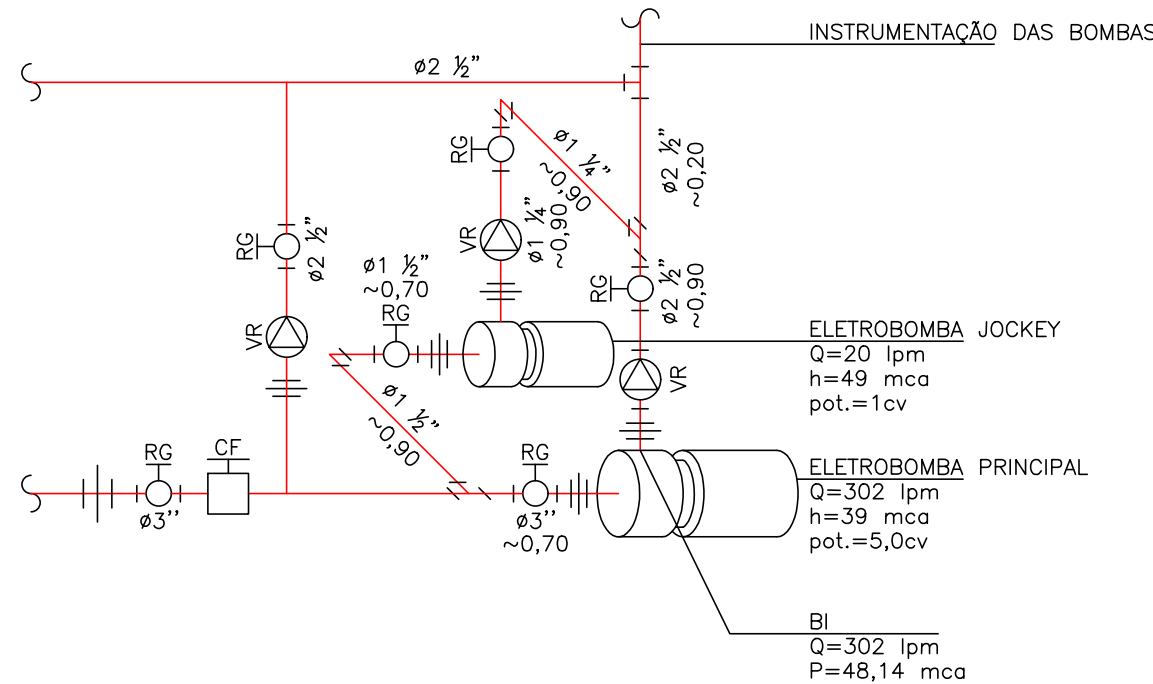 INSTRUMENTAÇÃO DAS BOMBAS
ø2 ½"
RG
ø1 ¼"
~0,90
ø2 ½"
~0,20
RG
ø2 ½"
VR
ø1 ¼"
~0,90
ø1 ½"
~0,70
RG
RG
ø2 ½"
~0,90
VR
ELETROBOMBA JOCKEY
Q=20 lpm
h=49 mca
pot.=1cv
VR
ø1 ½"
~0,90
RG
CF
ø3''
RG
ø3''
~0,70
ELETROBOMBA PRINCIPAL
Q=302 lpm
h=39 mca
pot.=5,0cv
BI
Q=302 lpm
P=48,14 mca